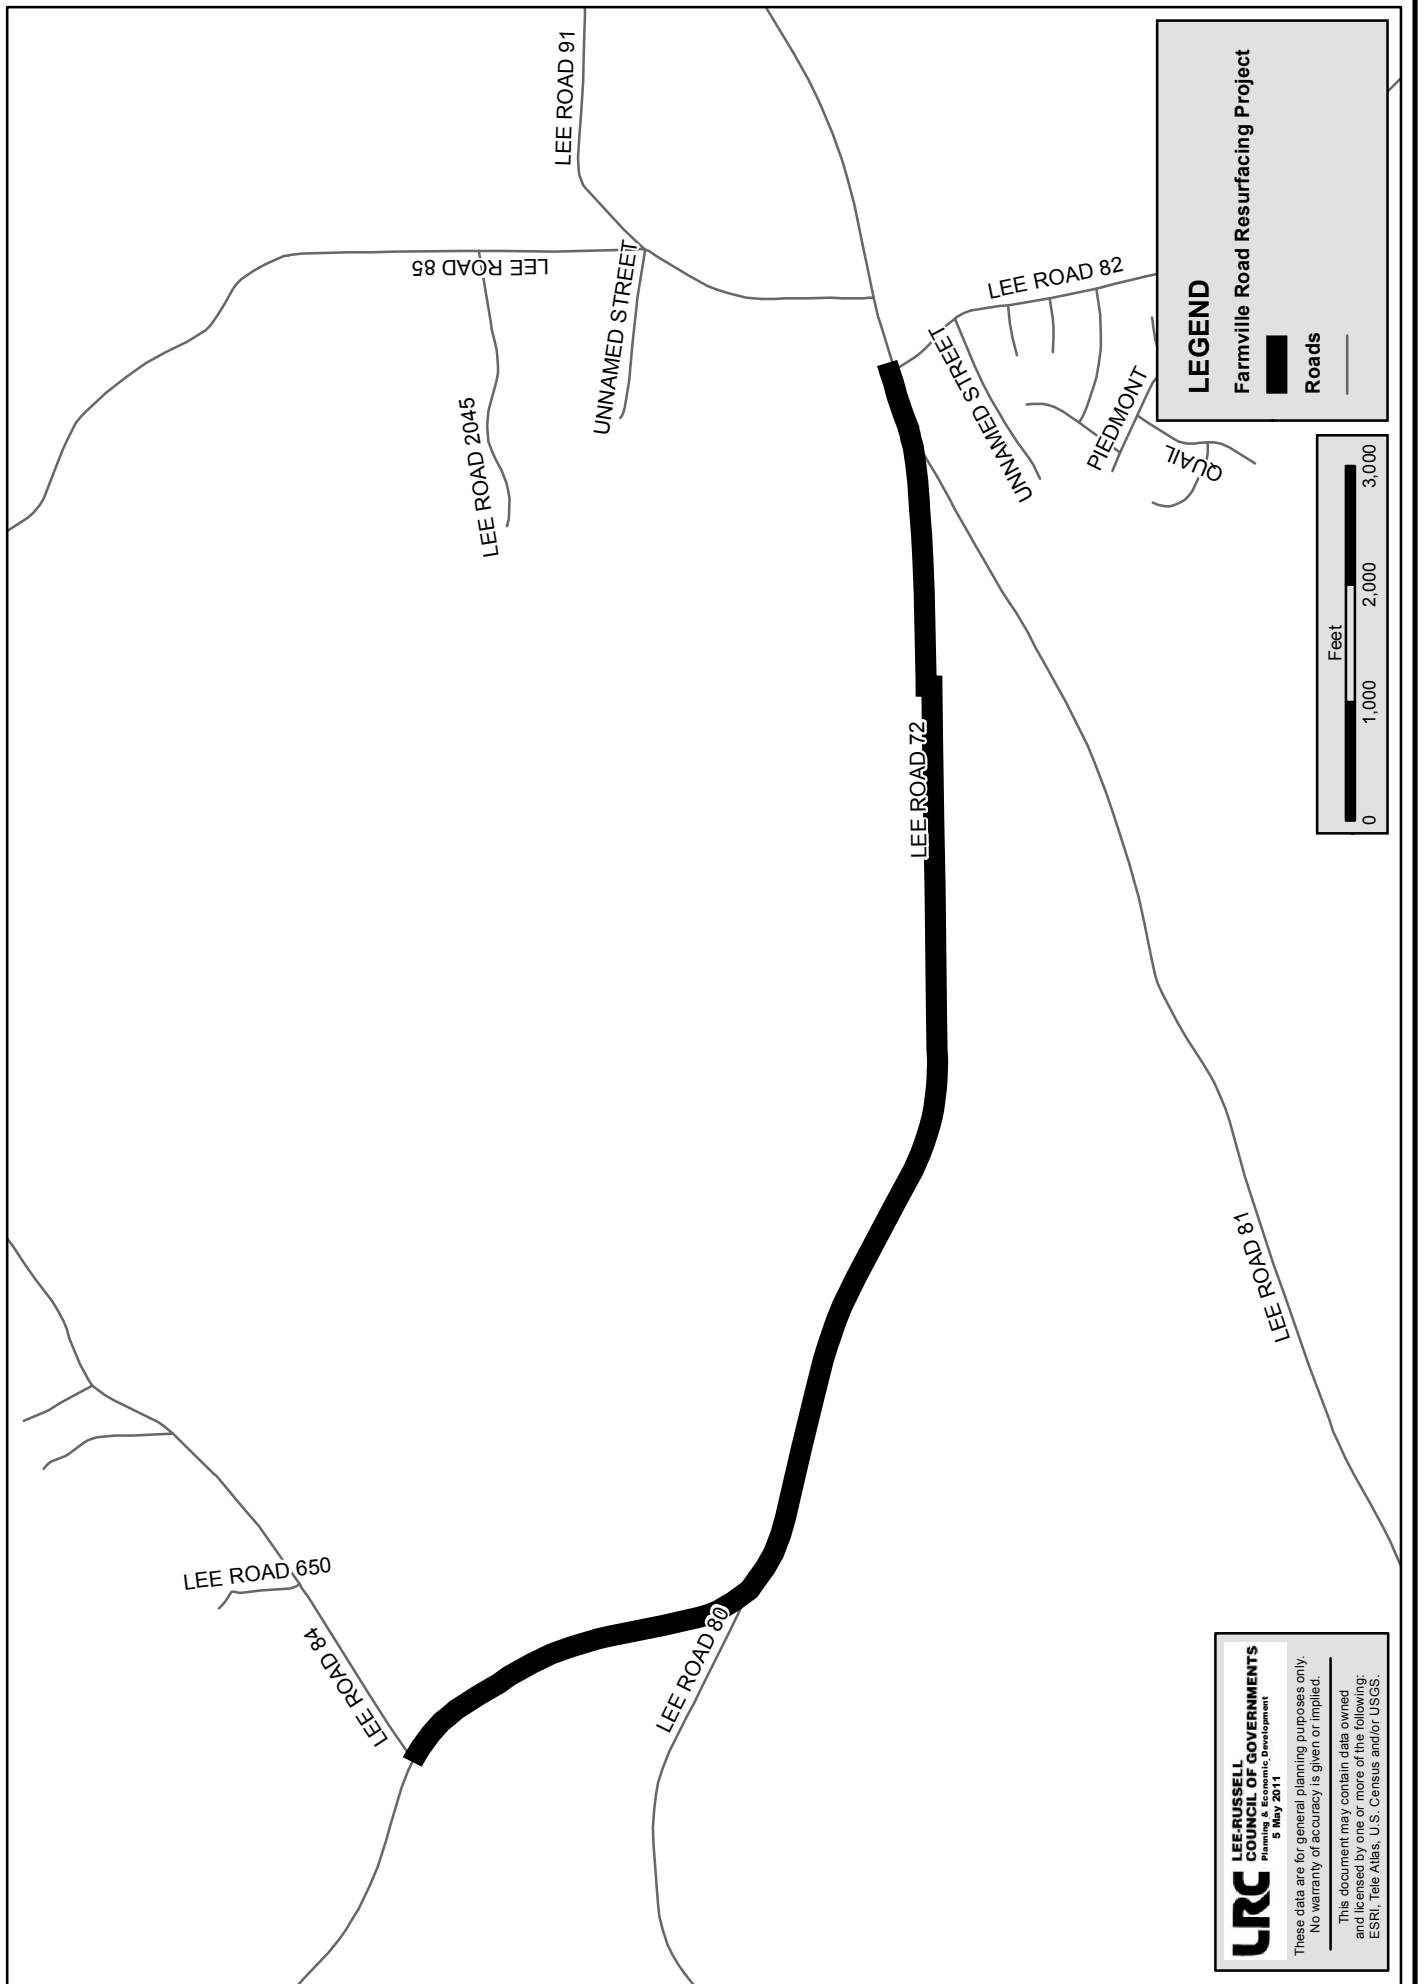 LEE ROAD 91
LEE ROAD 85
UNNAMED STREET
LEE ROAD 2045
LEE ROAD 82
UNNAMED STREET
PIEDMONT
QUAIL
LEE ROAD 72
LEE ROAD 81
LEE ROAD 650
LEE ROAD 84
LEE ROAD 80
LEGEND
Farmville Road Resurfacing Project
Roads
Feet
0 1,000 2,000 3,000
LRC
LEE-RUSSELL
COUNCIL OF GOVERNMENTS
Planning & Economic Development
5 May 2011
These data are for general planning purposes only.
No warranty of accuracy is given or implied.
This document may contain data owned
and licensed by one or more of the following:
ESRI, Tele Atlas, U.S. Census and/or USGS.